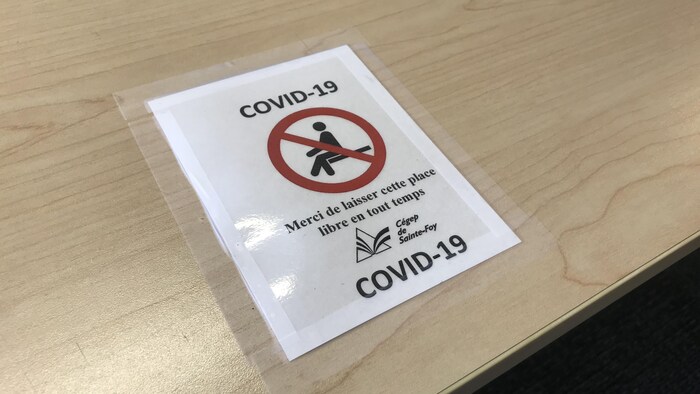 COVID-19
Merci de laisser cette place
libre en tout temps
Cégep
de
Sainte-Foy
COVID-19